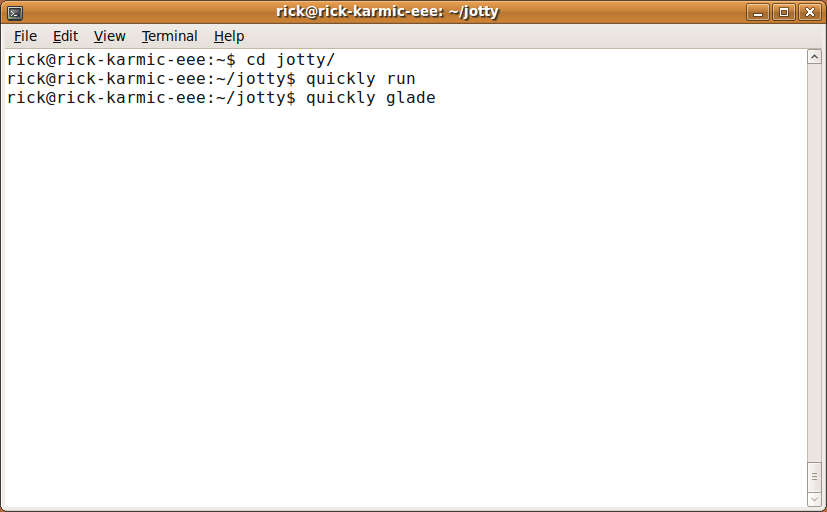 rick@rick-karmic-eee: ~/jotty
File Edit View Terminal Help
rick@rick-karmic-eee:~$ cd jotty/
rick@rick-karmic-eee:~/jotty$ quickly run
rick@rick-karmic-eee:~/jotty$ quickly glade